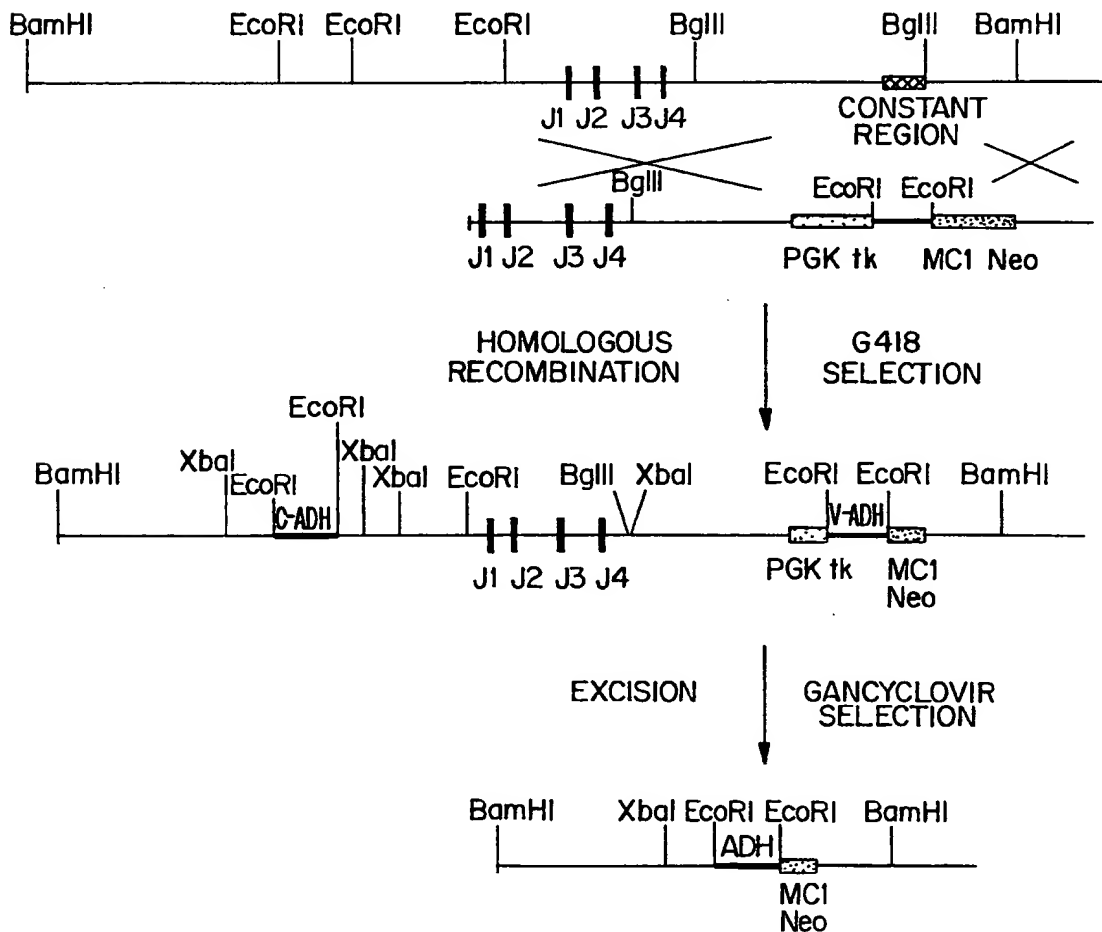 BamHI EcoRI EcoRI EcoRI BglII BglII BamHI
J1 J2 J3 J4
CONSTANT
REGION
BglII EcoRI EcoRI
J1 J2 J3 J4 PGK tk MC1 Neo
HOMOLOGOUS
RECOMBINATION
G418
SELECTION
EcoRI
BamHI XbaI EcoRI XbaI XbaI EcoRI BglII XbaI EcoRI EcoRI BamHI
C-ADH V-ADH
J1 J2 J3 J4 PGK tk MC1
Neo
EXCISION
GANCYCLOVIR
SELECTION
BamHI XbaI EcoRI EcoRI BamHI
ADH
MC1
Neo